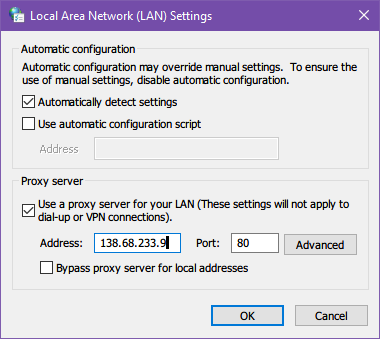 Local Area Network (LAN) Settings
Automatic configuration
Automatic configuration may override manual settings. To ensure the
use of manual settings, disable automatic configuration.
Automatically detect settings
Use automatic configuration script
Address
Proxy server
Use a proxy server for your LAN (These settings will not apply to
dial-up or VPN connections).
Address: 138.68.233.9 Port: 80 Advanced
Bypass proxy server for local addresses
OK Cancel